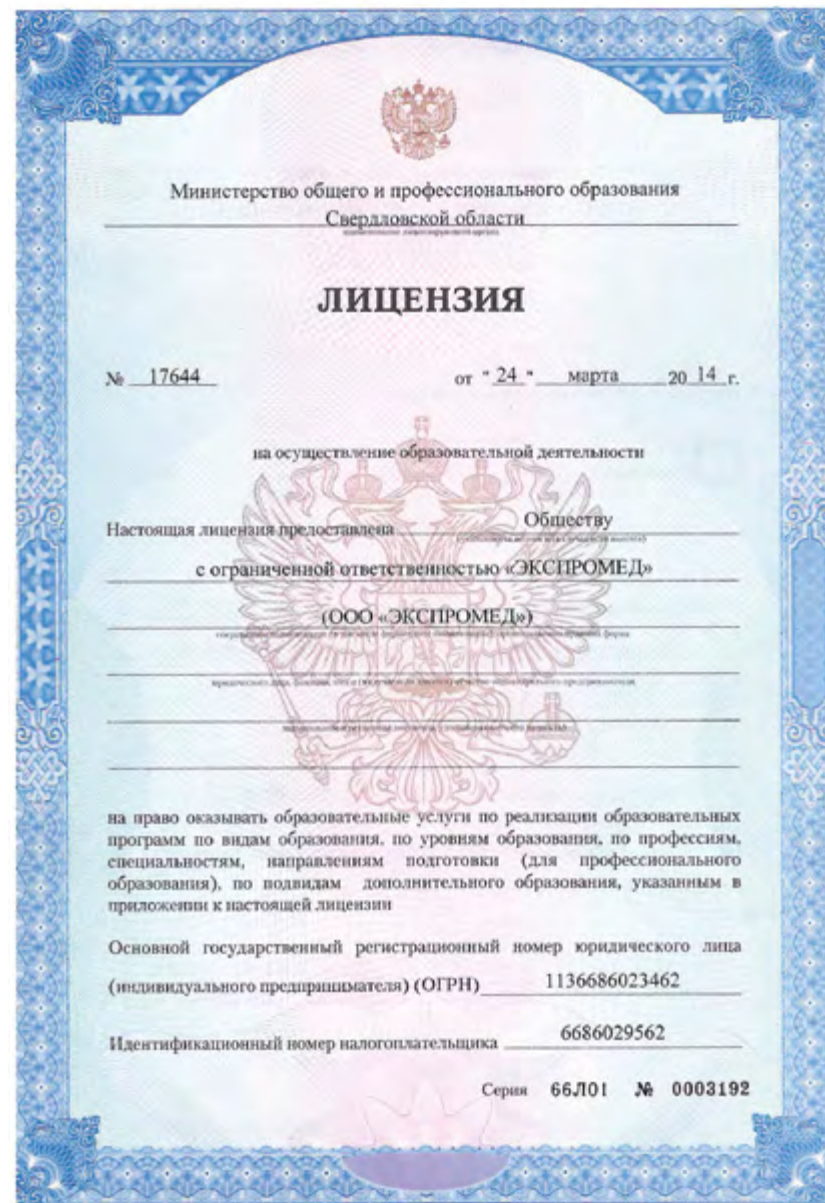 Министерство общего и профессионального образования
Свердловской области
ЛИЦЕНЗИЯ
№ 17644 от "24" марта 2014 г.
на осуществление образовательной деятельности
Настоящая лицензия предоставлена Обществу
с ограниченной ответственностью «ЭКСПРОМЕД»
(ООО «ЭКСПРОМЕД»)
на право оказывать образовательные услуги по реализации образовательных
программ по видам образования, по уровням образования, по профессиям,
специальностям, направлениям подготовки (для профессионального
образования), по подвидам дополнительного образования, указанным в
приложении к настоящей лицензии
Основной государственный регистрационный номер юридического лица
(индивидуального предпринимателя) (ОГРН) 1136686023462
Идентификационный номер налогоплательщика 6686029562
Серия 66Л01 № 0003192